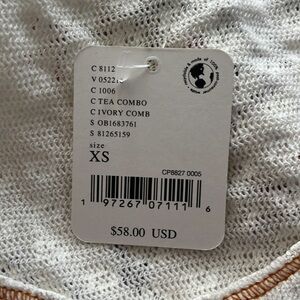 C 8112
C 1006
C TEA COMBO
C IVORY COMB
S OB1683761
S 81265159
size
XS
CP8827 0005
1 97267 07111 6
$58.00 USD